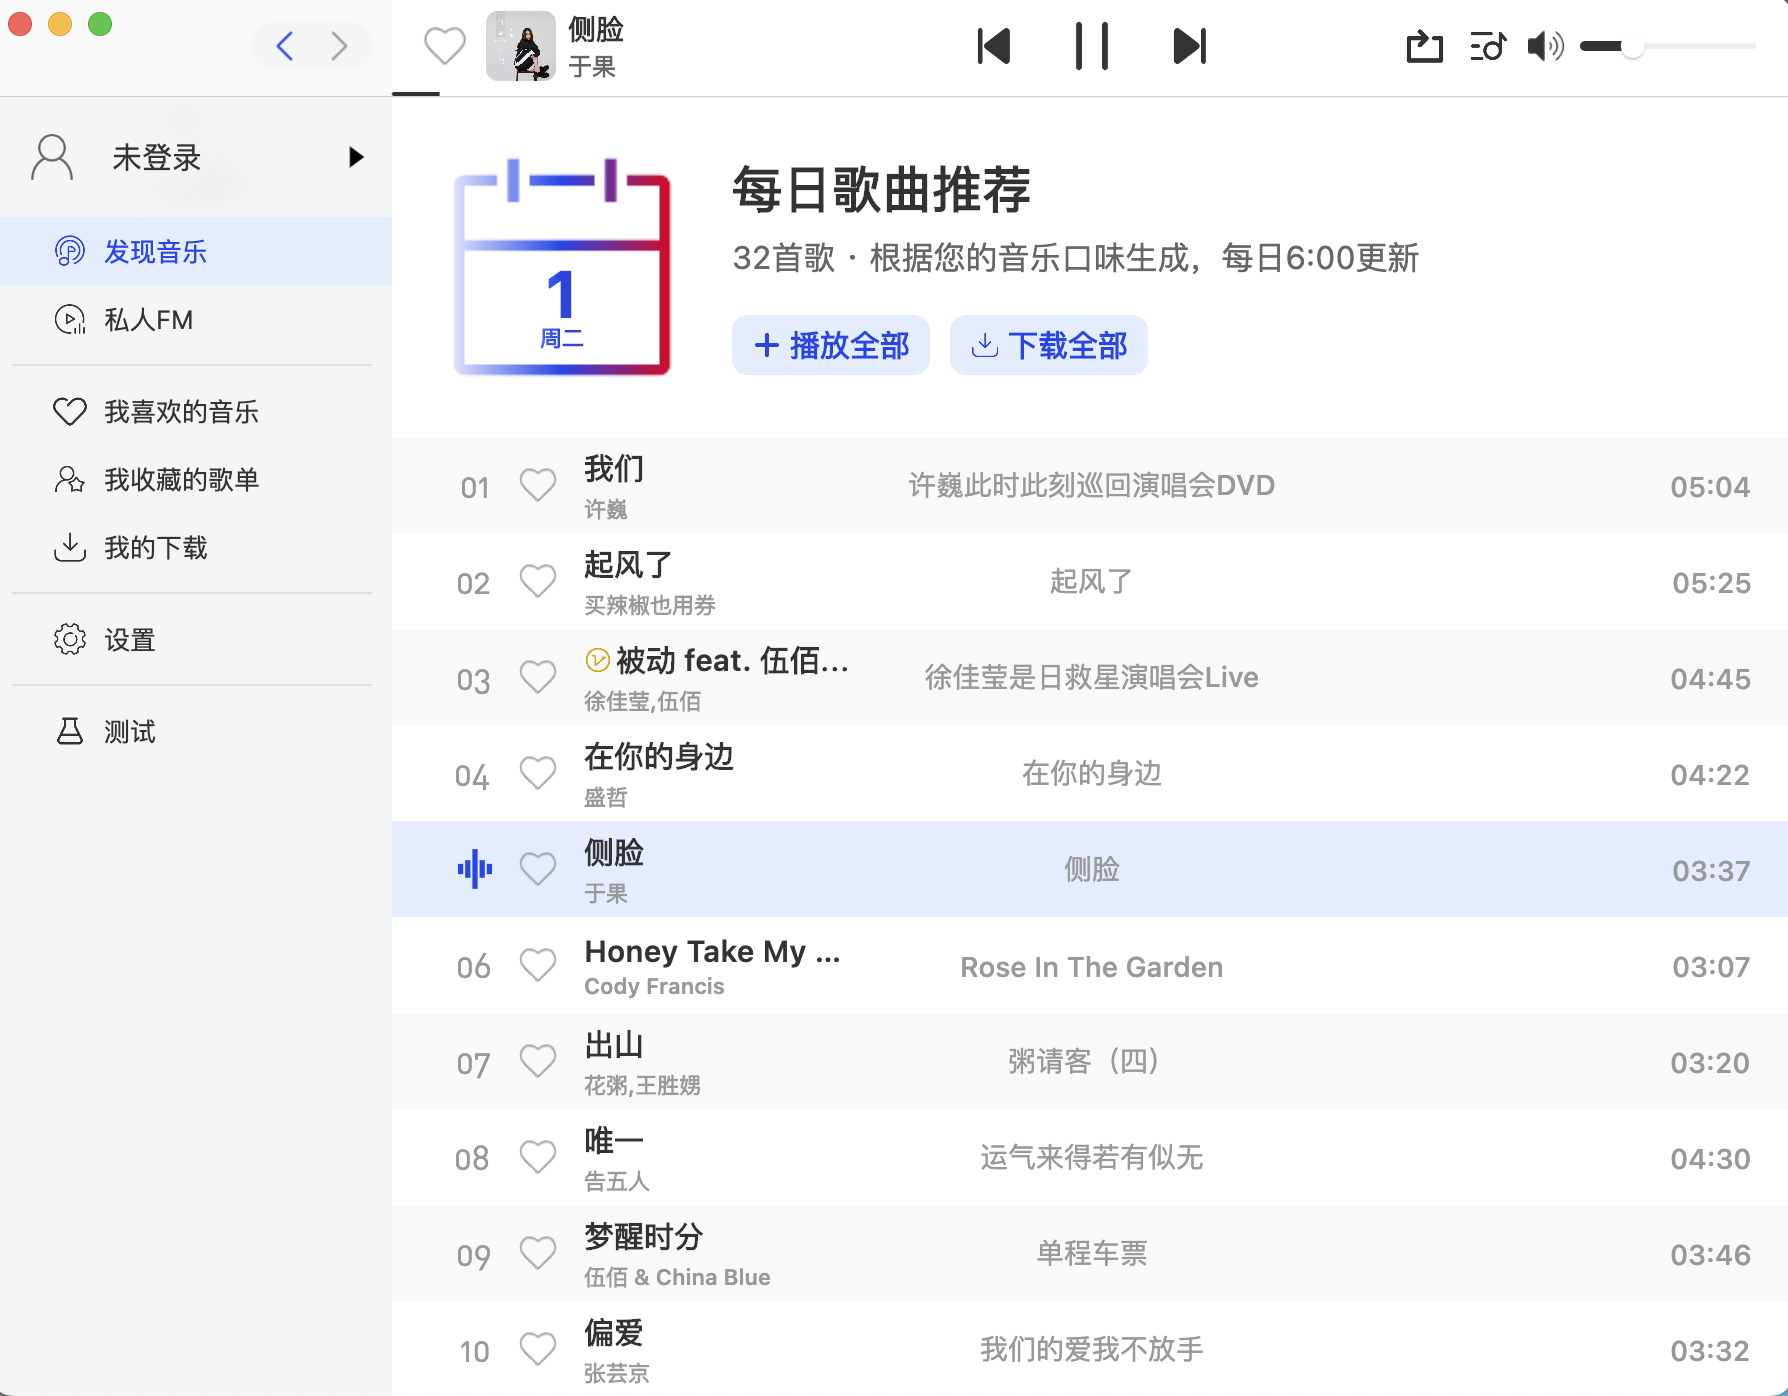 侧脸
于果
未登录
发现音乐
私人FM
我喜欢的音乐
我收藏的歌单
我的下载
设置
测试
1
周二
每日歌曲推荐
32首歌 · 根据您的音乐口味生成，每日6:00更新
播放全部
下载全部
01 我们 许巍此时此刻巡回演唱会DVD 05:04
许巍
02 起风了 起风了 05:25
买辣椒也用券
03 被动 feat. 伍佰... 徐佳莹是日救星演唱会Live 04:45
徐佳莹,伍佰
04 在你的身边 在你的身边 04:22
盛哲
侧脸 侧脸 03:37
于果
06 Honey Take My ... Rose In The Garden 03:07
Cody Francis
07 出山 粥请客（四） 03:20
花粥,王胜娚
08 唯一 运气来得若有似无 04:30
告五人
09 梦醒时分 单程车票 03:46
伍佰 & China Blue
10 偏爱 我们的爱我不放手 03:32
张芸京